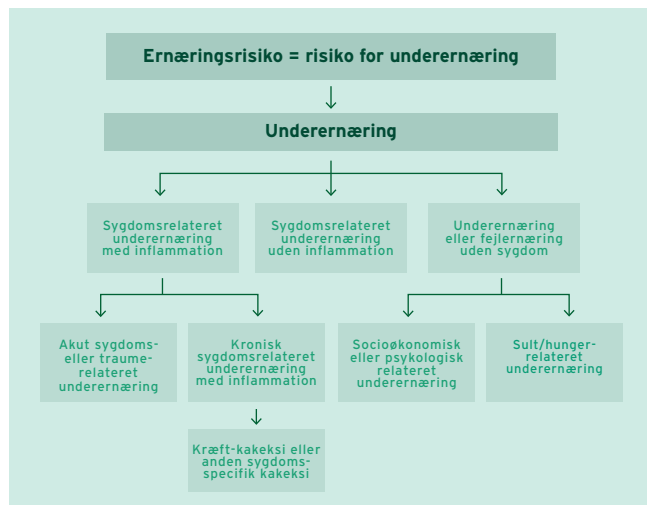 Ernæringsrisiko = risiko for underernæring
Underernæring
Sygdomsrelateret
underernæring
med inflammation
Sygdomsrelateret
underernæring
uden inflammation
Underernæring
eller fejlernæring
uden sygdom
Akut sygdoms-
eller traume-
relateret
underernæring
Kronisk
sygdomsrelateret
underernæring
med inflammation
Socioøkonomisk
eller psykologisk
relateret
underernæring
Sult/hunger-
relateret
underernæring
Kræft-kakeksi eller
anden sygdoms-
specifik kakeksi